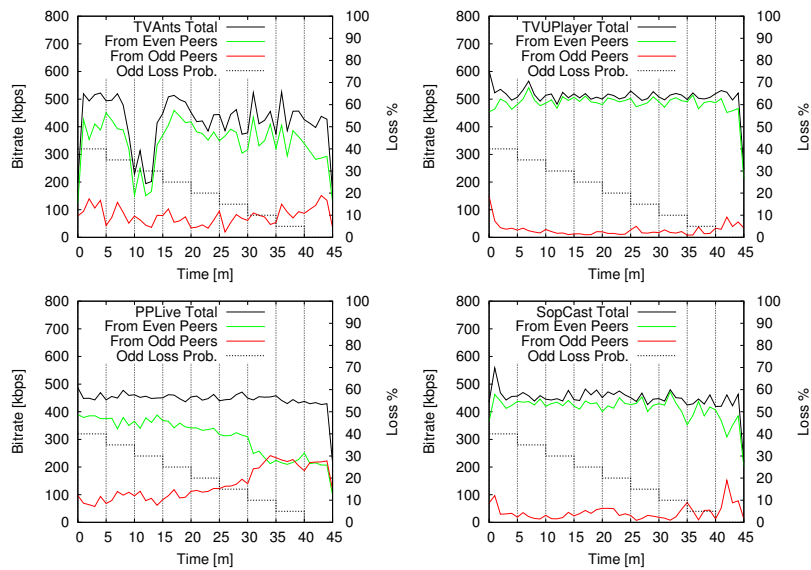 800
700
600
500
400
300
200
100
0
Bitrate [kbps]
TVAnts Total
From Even Peers
From Odd Peers
Odd Loss Prob.
100
90
80
70
60
50
40
30
20
10
0
Loss %
0 5 10 15 20 25 30 35 40 45
Time [m]
800
700
600
500
400
300
200
100
0
Bitrate [kbps]
TVUPlayer Total
From Even Peers
From Odd Peers
Odd Loss Prob.
100
90
80
70
60
50
40
30
20
10
0
Loss %
0 5 10 15 20 25 30 35 40 45
Time [m]
800
700
600
500
400
300
200
100
0
Bitrate [kbps]
PPLive Total
From Even Peers
From Odd Peers
Odd Loss Prob.
100
90
80
70
60
50
40
30
20
10
0
Loss %
0 5 10 15 20 25 30 35 40 45
Time [m]
800
700
600
500
400
300
200
100
0
Bitrate [kbps]
SopCast Total
From Even Peers
From Odd Peers
Odd Loss Prob.
100
90
80
70
60
50
40
30
20
10
0
Loss %
0 5 10 15 20 25 30 35 40 45
Time [m]